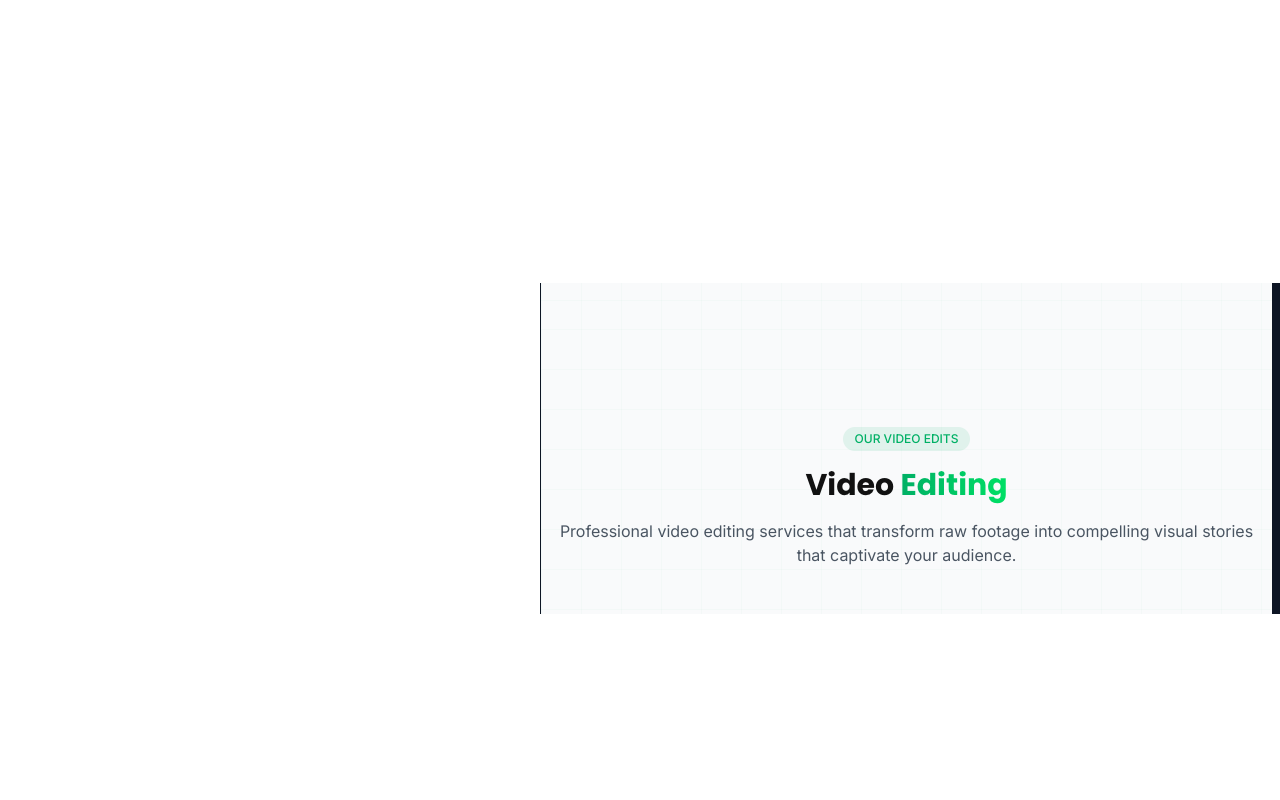 OUR VIDEO EDITS
Video Editing
Professional video editing services that transform raw footage into compelling visual stories
that captivate your audience.